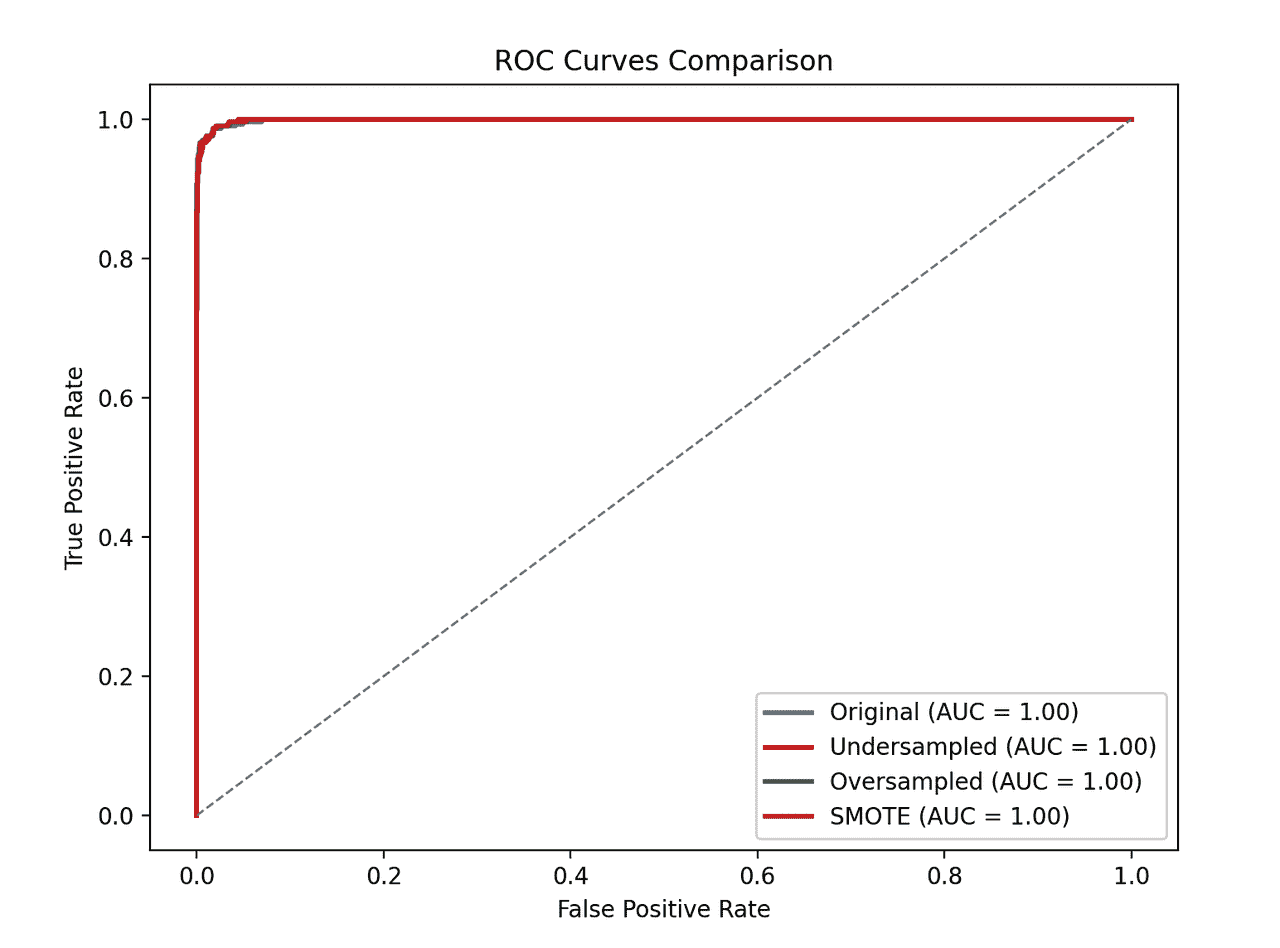 ROC Curves Comparison
True Positive Rate
1.0
0.8
0.6
0.4
0.2
0.0
Original (AUC = 1.00)
Undersampled (AUC = 1.00)
Oversampled (AUC = 1.00)
SMOTE (AUC = 1.00)
0.0 0.2 0.4 0.6 0.8 1.0
False Positive Rate